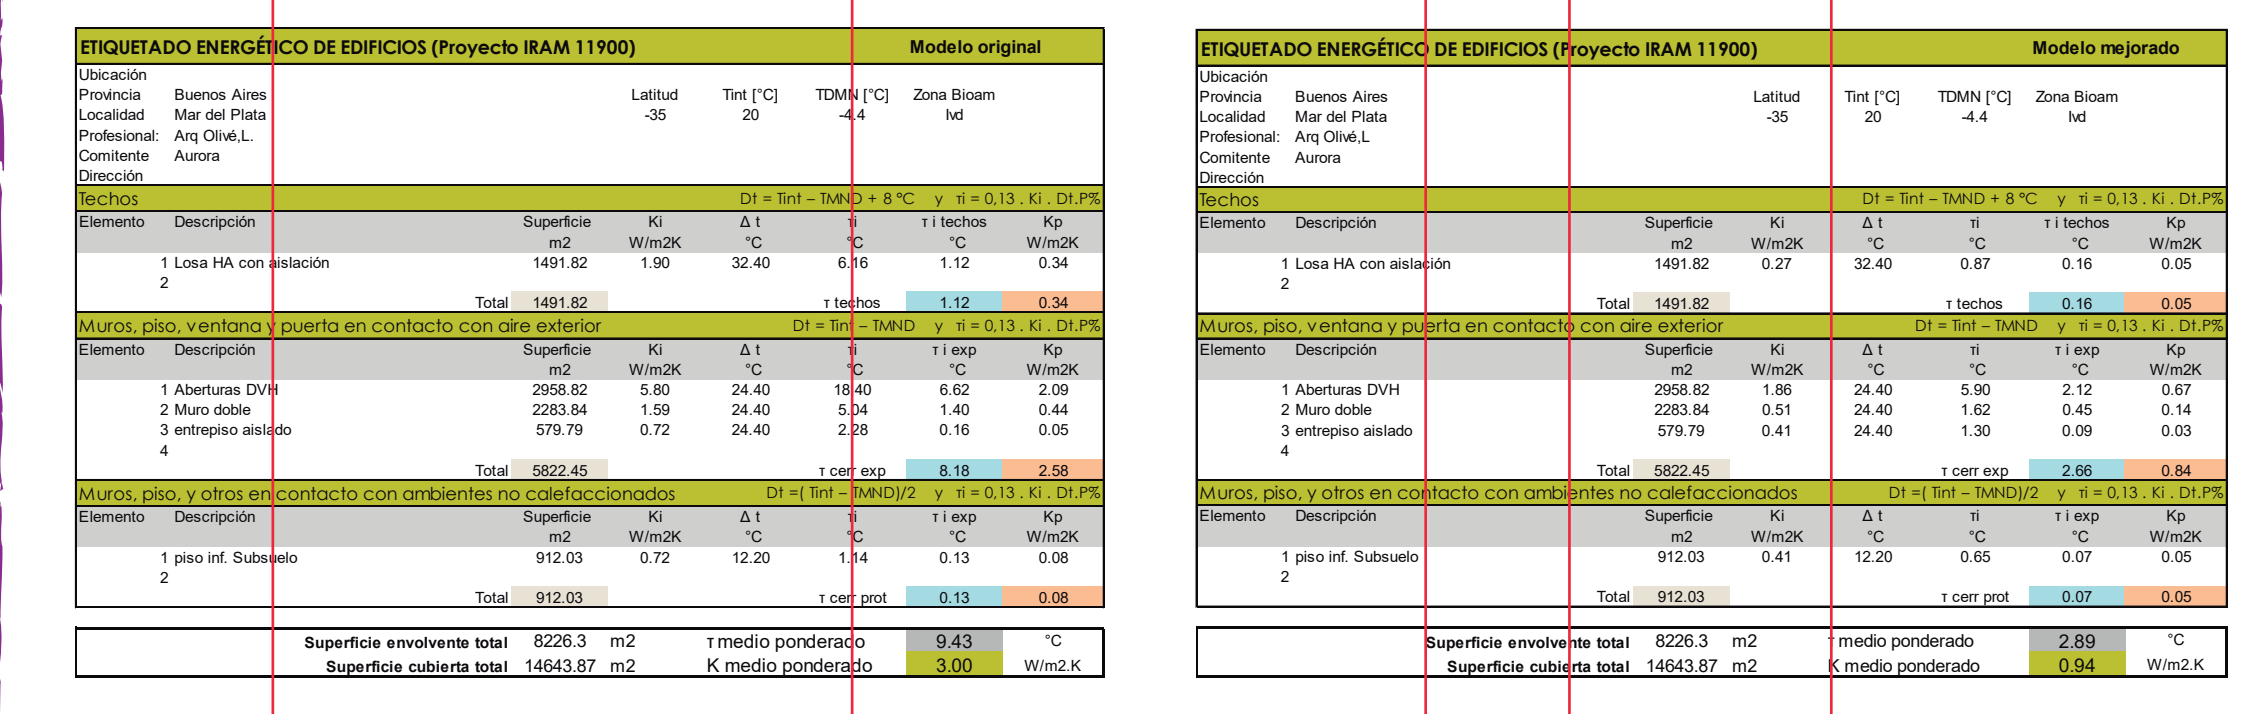 ETIQUETADO ENERGÉTICO DE EDIFICIOS (Proyecto IRAM 11900) Modelo original
Ubicación
Provincia Buenos Aires Latitud Tint [°C] TDMN [°C] Zona Bioam
Localidad Mar del Plata -35 20 -4.4 Ivd
Profesional: Arq Olivé,L.
Comitente Aurora
Dirección
Techos Dt = Tint – TMND + 8 °C y τi = 0,13 . Ki . Dt.P%
Elemento Descripción Superficie Ki Δ t τi τ i techos Kp
m2 W/m2K °C °C °C W/m2K
1 Losa HA con aislación 1491.82 1.90 32.40 6.16 1.12 0.34
2
Total 1491.82 τ techos 1.12 0.34
Muros, piso, ventana y puerta en contacto con aire exterior Dt = Tint – TMND y τi = 0,13 . Ki . Dt.P%
Elemento Descripción Superficie Ki Δ t τi τ i exp Kp
m2 W/m2K °C °C °C W/m2K
1 Aberturas DVH 2958.82 5.80 24.40 18.40 6.62 2.09
2 Muro doble 2283.84 1.59 24.40 5.04 1.40 0.44
3 entrepiso aislado 579.79 0.72 24.40 2.28 0.16 0.05
4
Total 5822.45 τ cerr exp 8.18 2.58
Muros, piso, y otros en contacto con ambientes no calefaccionados Dt =( Tint – TMND)/2 y τi = 0,13 . Ki . Dt.P%
Elemento Descripción Superficie Ki Δ t τi τ i exp Kp
m2 W/m2K °C °C °C W/m2K
1 piso inf. Subsuelo 912.03 0.72 12.20 1.14 0.13 0.08
2
Total 912.03 τ cerr prot 0.13 0.08
Superficie envolvente total 8226.3 m2 τ medio ponderado 9.43 °C
Superficie cubierta total 14643.87 m2 K medio ponderado 3.00 W/m2.K
ETIQUETADO ENERGÉTICO DE EDIFICIOS (Proyecto IRAM 11900) Modelo mejorado
Ubicación
Provincia Buenos Aires Latitud Tint [°C] TDMN [°C] Zona Bioam
Localidad Mar del Plata -35 20 -4.4 Ivd
Profesional: Arq Olivé,L
Comitente Aurora
Dirección
Techos Dt = Tint – TMND + 8 °C y τi = 0,13 . Ki . Dt.P%
Elemento Descripción Superficie Ki Δ t τi τ i techos Kp
m2 W/m2K °C °C °C W/m2K
1 Losa HA con aislación 1491.82 0.27 32.40 0.87 0.16 0.05
2
Total 1491.82 τ techos 0.16 0.05
Muros, piso, ventana y puerta en contacto con aire exterior Dt = Tint – TMND y τi = 0,13 . Ki . Dt.P%
Elemento Descripción Superficie Ki Δ t τi τ i exp Kp
m2 W/m2K °C °C °C W/m2K
1 Aberturas DVH 2958.82 1.86 24.40 5.90 2.12 0.67
2 Muro doble 2283.84 0.51 24.40 1.62 0.45 0.14
3 entrepiso aislado 579.79 0.41 24.40 1.30 0.09 0.03
4
Total 5822.45 τ cerr exp 2.66 0.84
Muros, piso, y otros en contacto con ambientes no calefaccionados Dt =( Tint – TMND)/2 y τi = 0,13 . Ki . Dt.P%
Elemento Descripción Superficie Ki Δ t τi τ i exp Kp
m2 W/m2K °C °C °C W/m2K
1 piso inf. Subsuelo 912.03 0.41 12.20 0.65 0.07 0.05
2
Total 912.03 τ cerr prot 0.07 0.05
Superficie envolvente total 8226.3 m2 τ medio ponderado 2.89 °C
Superficie cubierta total 14643.87 m2 K medio ponderado 0.94 W/m2.K